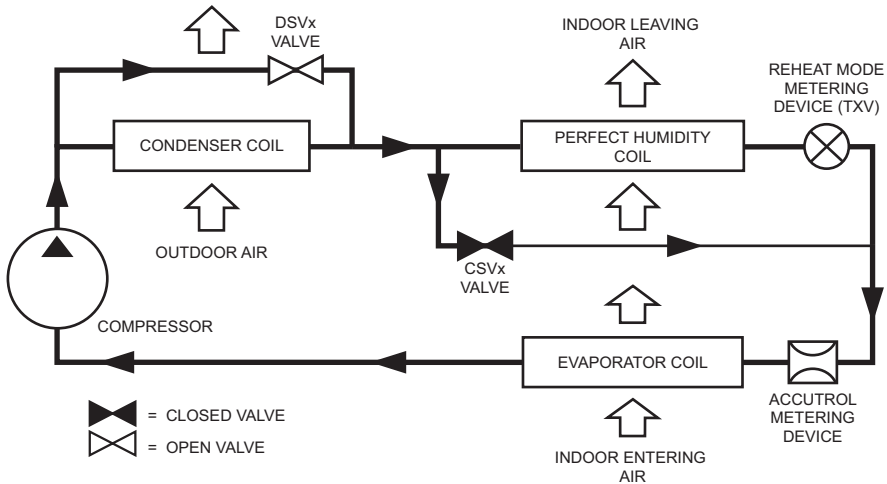 DSVx
VALVE
INDOOR LEAVING
AIR
REHEAT MODE
METERING
DEVICE (TXV)
CONDENSER COIL
PERFECT HUMIDITY
COIL
OUTDOOR AIR
CSVx
VALVE
COMPRESSOR
EVAPORATOR COIL
ACCUTROL
METERING
DEVICE
= CLOSED VALVE
= OPEN VALVE
INDOOR ENTERING
AIR